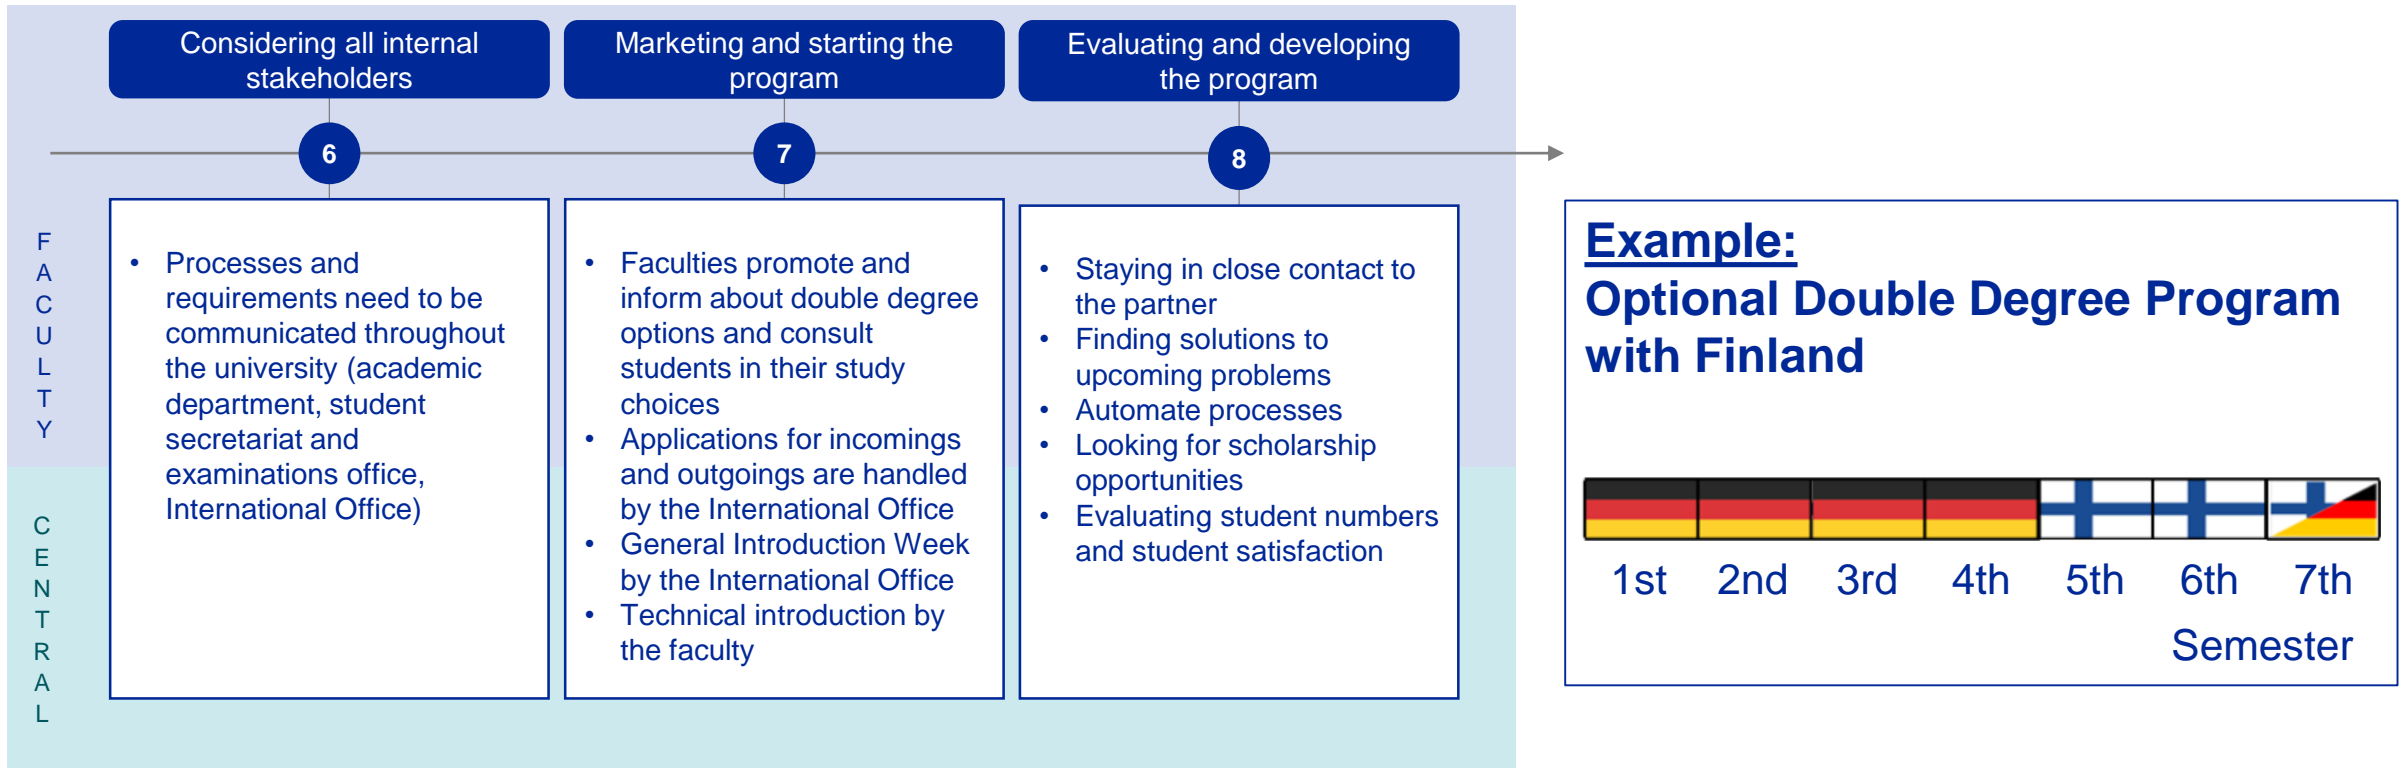 Considering all internal
stakeholders
Marketing and starting the
program
Evaluating and developing
the program
6
7
8
FACULTY
CENTRAL
• Processes and
requirements need to be
communicated throughout
the university (academic
department, student
secretariat and
examinations office,
International Office)
• Faculties promote and
inform about double degree
options and consult
students in their study
choices
• Applications for incomings
and outgoings are handled
by the International Office
• General Introduction Week
by the International Office
• Technical introduction by
the faculty
• Staying in close contact to
the partner
• Finding solutions to
upcoming problems
• Automate processes
• Looking for scholarship
opportunities
• Evaluating student numbers
and student satisfaction
Example:
Optional Double Degree Program
with Finland
1st 2nd 3rd 4th 5th 6th 7th
Semester